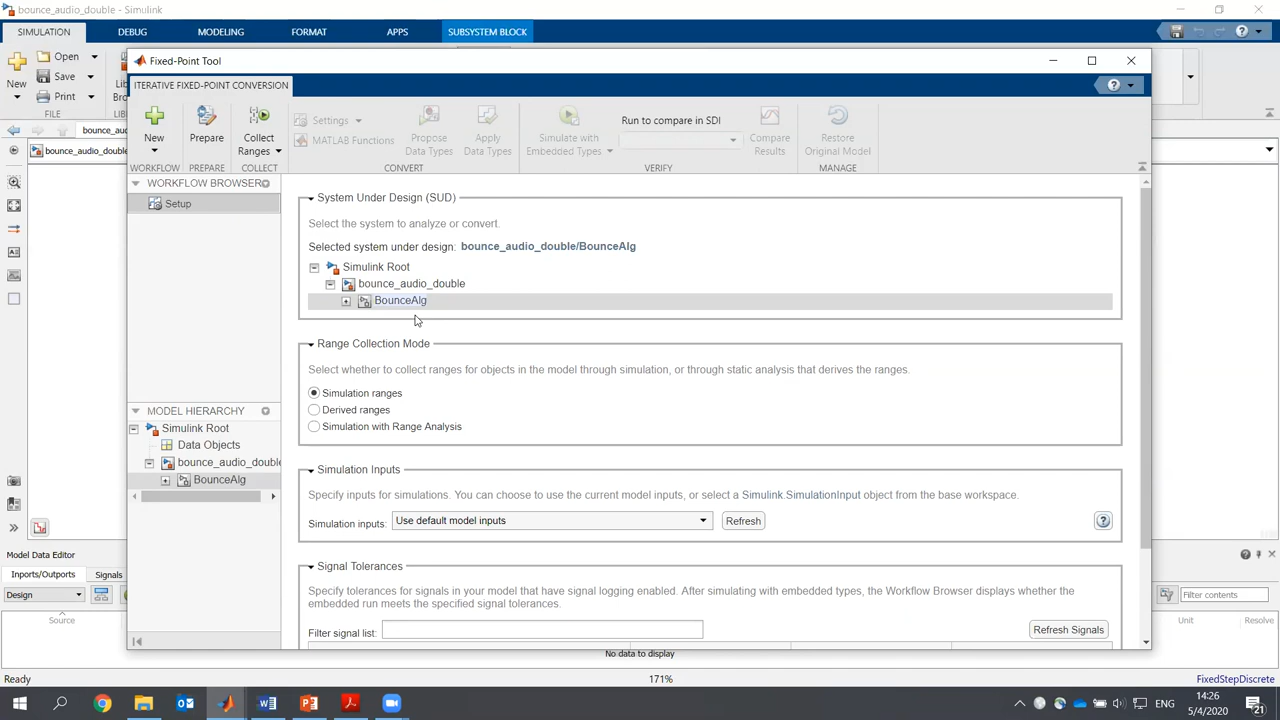 bounce_audio_double - Simulink
SIMULATION DEBUG MODELING FORMAT APPS SUBSYSTEM BLOCK
Open
Save
Print
New
FILE
Fixed-Point Tool
ITERATIVE FIXED-POINT CONVERSION
New Prepare Collect Ranges
Settings
MATLAB Functions
Propose Data Types
Apply Data Types
Simulate with Embedded Types
Run to compare in SDI
Compare Results
Restore Original Model
WORKFLOW PREPARE COLLECT CONVERT VERIFY MANAGE
bounce_audio_double
WORKFLOW BROWSER
Setup
System Under Design (SUD)
Select the system to analyze or convert.
Selected system under design: bounce_audio_double/BounceAlg
Simulink Root
bounce_audio_double
BounceAlg
Range Collection Mode
Select whether to collect ranges for objects in the model through simulation, or through static analysis that derives the ranges.
Simulation ranges
Derived ranges
Simulation with Range Analysis
MODEL HIERARCHY
Simulink Root
Data Objects
bounce_audio_double
BounceAlg
Simulation Inputs
Specify inputs for simulations. You can choose to use the current model inputs, or select a Simulink.SimulationInput object from the base workspace.
Simulation inputs: Use default model inputs Refresh
Signal Tolerances
Specify tolerances for signals in your model that have signal logging enabled. After simulating with embedded types, the Workflow Browser displays whether the
embedded run meets the specified signal tolerances.
Filter signal list: Refresh Signals
No data to display
Model Data Editor
Inports/Outports Signals
Design
Source
Filter contents
Unit Resolve
Ready 171% FixedStepDiscrete
ENG
14:26
5/4/2020
21